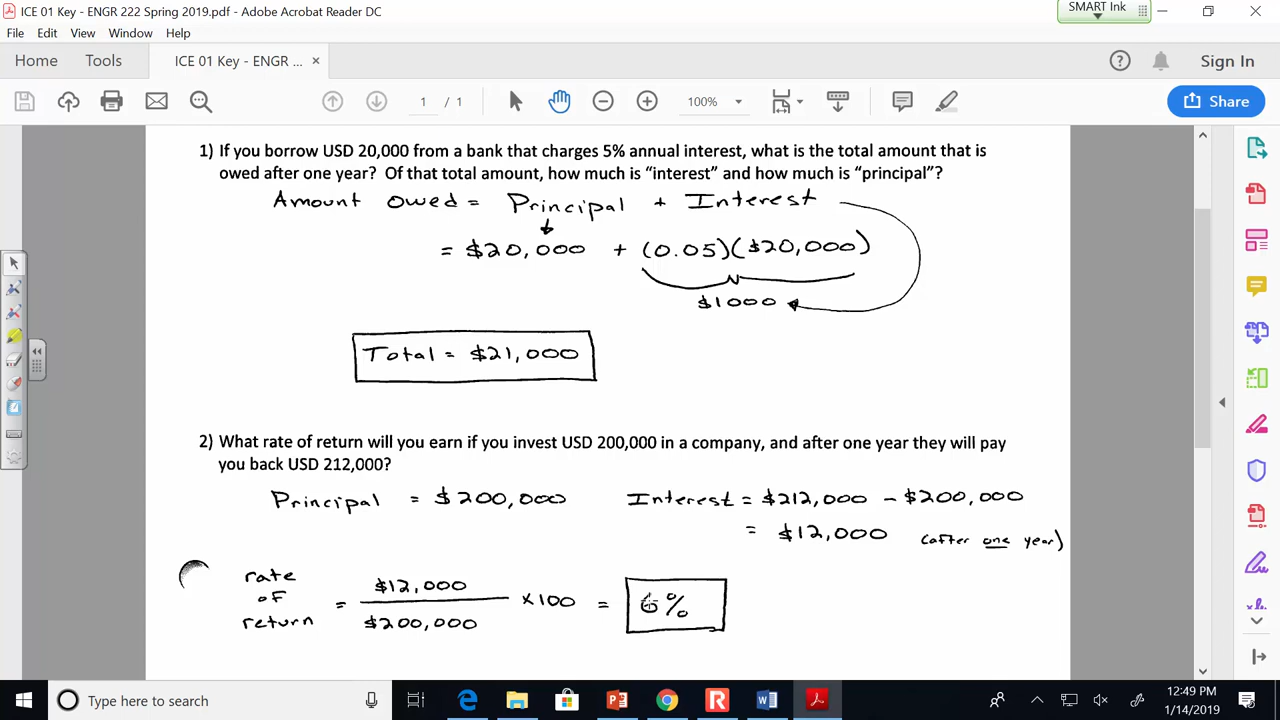 ICE 01 Key - ENGR 222 Spring 2019.pdf - Adobe Acrobat Reader DC
SMART Ink
File Edit View Window Help
Home Tools ICE 01 Key - ENGR ... × Sign In
1 / 1 100% Share
1) If you borrow USD 20,000 from a bank that charges 5% annual interest, what is the total amount that is
owed after one year? Of that total amount, how much is “interest” and how much is “principal”?
Amount owed = Principal + Interest
= $20,000 + (0.05)($20,000)
$1000
Total = $21,000
2) What rate of return will you earn if you invest USD 200,000 in a company, and after one year they will pay
you back USD 212,000?
Principal = $200,000 Interest = $212,000 - $200,000
= $12,000 (after one year)
rate of return = $12,000 / $200,000 × 100 = 6%
Type here to search
12:49 PM
1/14/2019